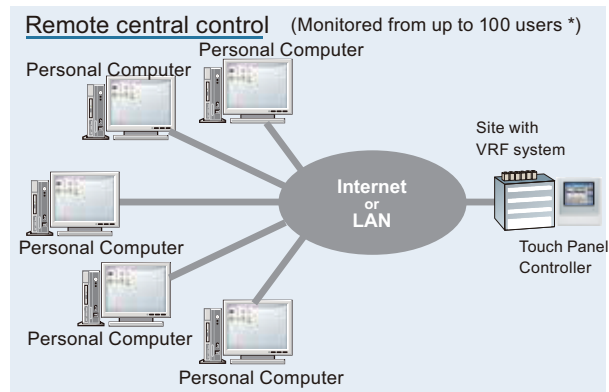 Remote central control (Monitored from up to 100 users *)
Personal Computer
Personal Computer
Site with
VRF system
Internet
or
LAN
Personal Computer
Touch Panel
Controller
Personal Computer
Personal Computer